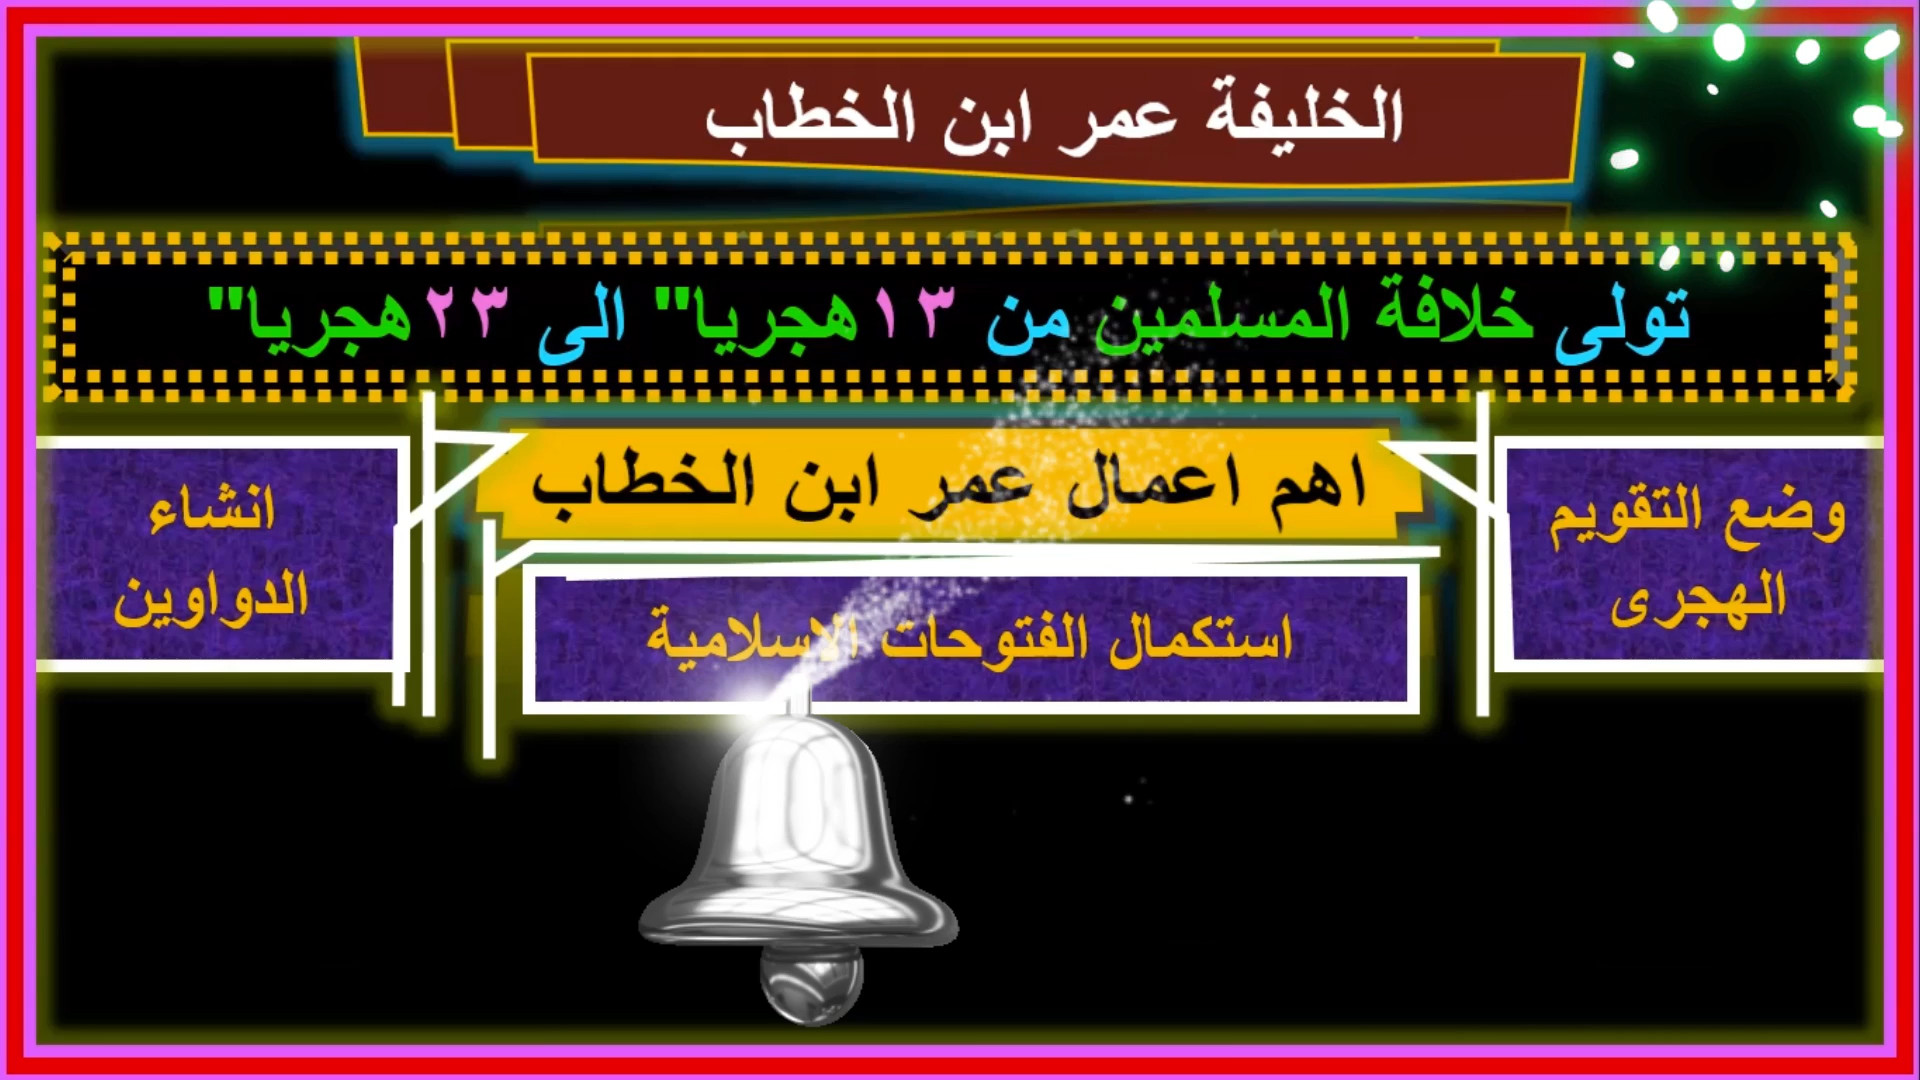 الخليفة عمر ابن الخطاب
تولى خلافة المسلمين من ١٣هجريا" الى ٢٣هجريا"
اهم اعمال عمر ابن الخطاب
وضع التقويم
الهجرى
استكمال الفتوحات الاسلامية
انشاء
الدواوين